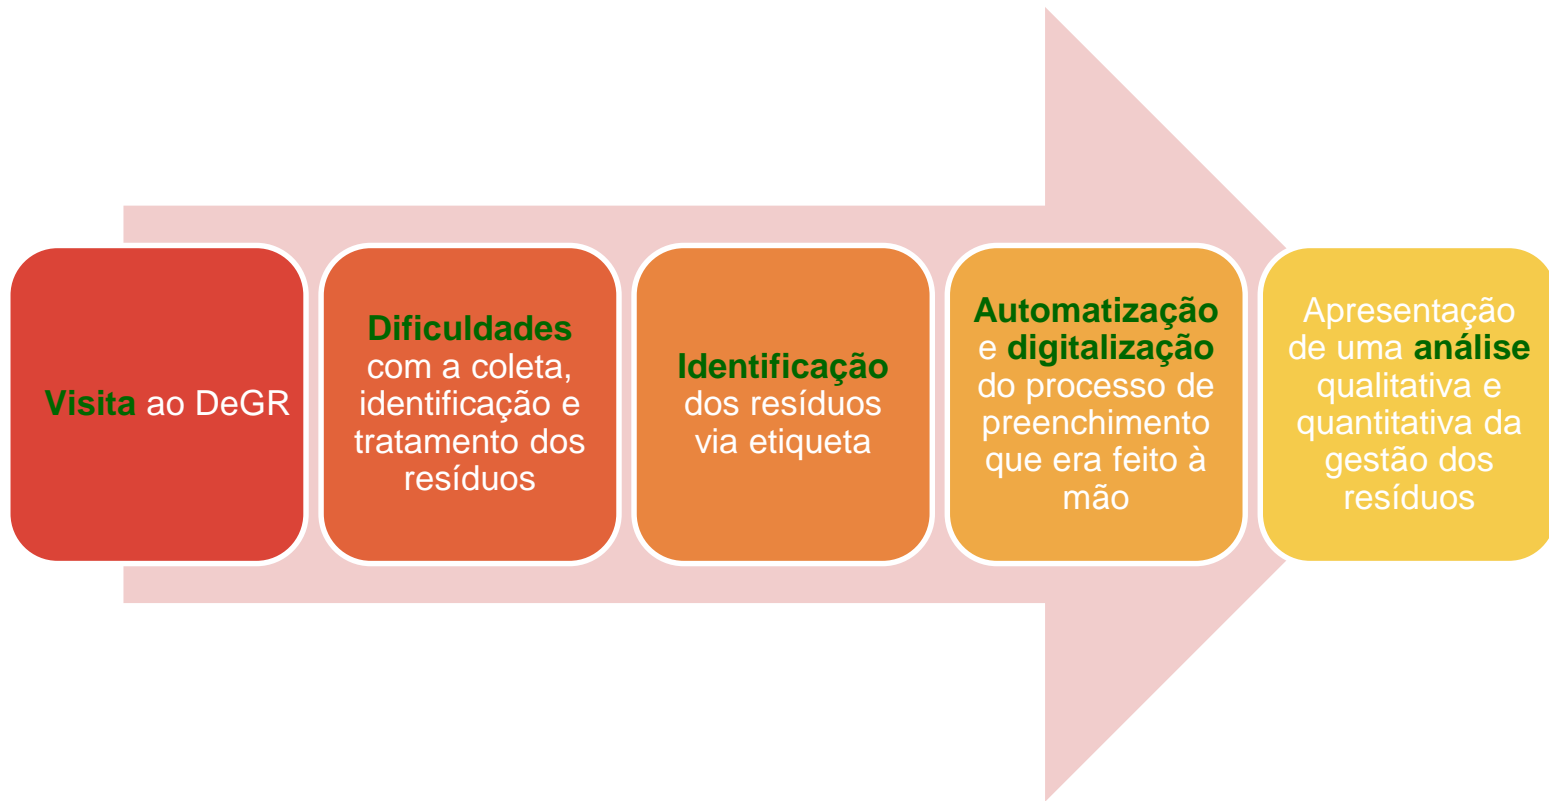 Visita ao DeGR
Dificuldades
com a coleta,
identificação e
tratamento dos
resíduos
Identificação
dos resíduos
via etiqueta
Automatização
e digitalização
do processo de
preenchimento
que era feito à
mão
Apresentação
de uma análise
qualitativa e
quantitativa da
gestão dos
resíduos